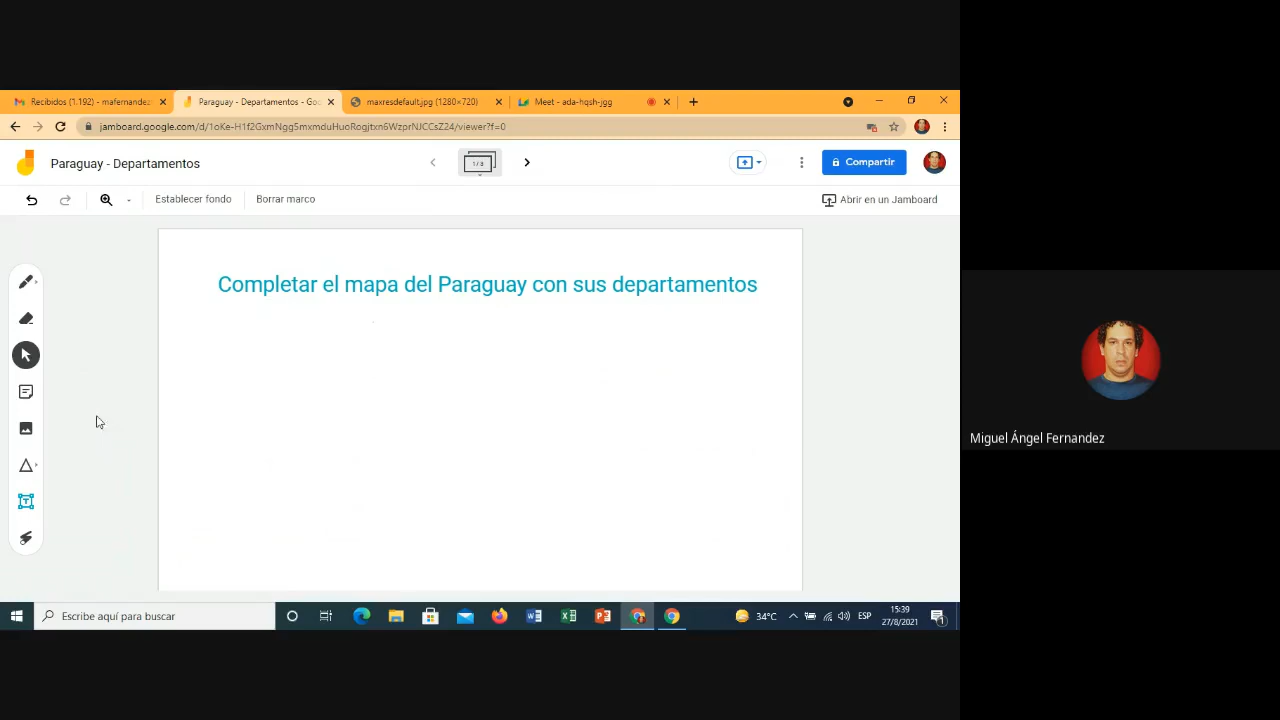 Recibidos (1.192) - mafernandez
Paraguay - Departamentos - Goo
maxresdefault.jpg (1280×720)
Meet - ada-hqsh-jgg
jamboard.google.com/d/1oKe-H1f2GxmNgg5mxmduHuoRogjtxn6WzprNJCCsZ24/viewer?f=0
Paraguay - Departamentos
1 / 3
Compartir
Establecer fondo
Borrar marco
Abrir en un Jamboard
Completar el mapa del Paraguay con sus departamentos
Miguel Ángel Fernandez
Escribe aquí para buscar
34°C
ESP
15:39
27/8/2021
1